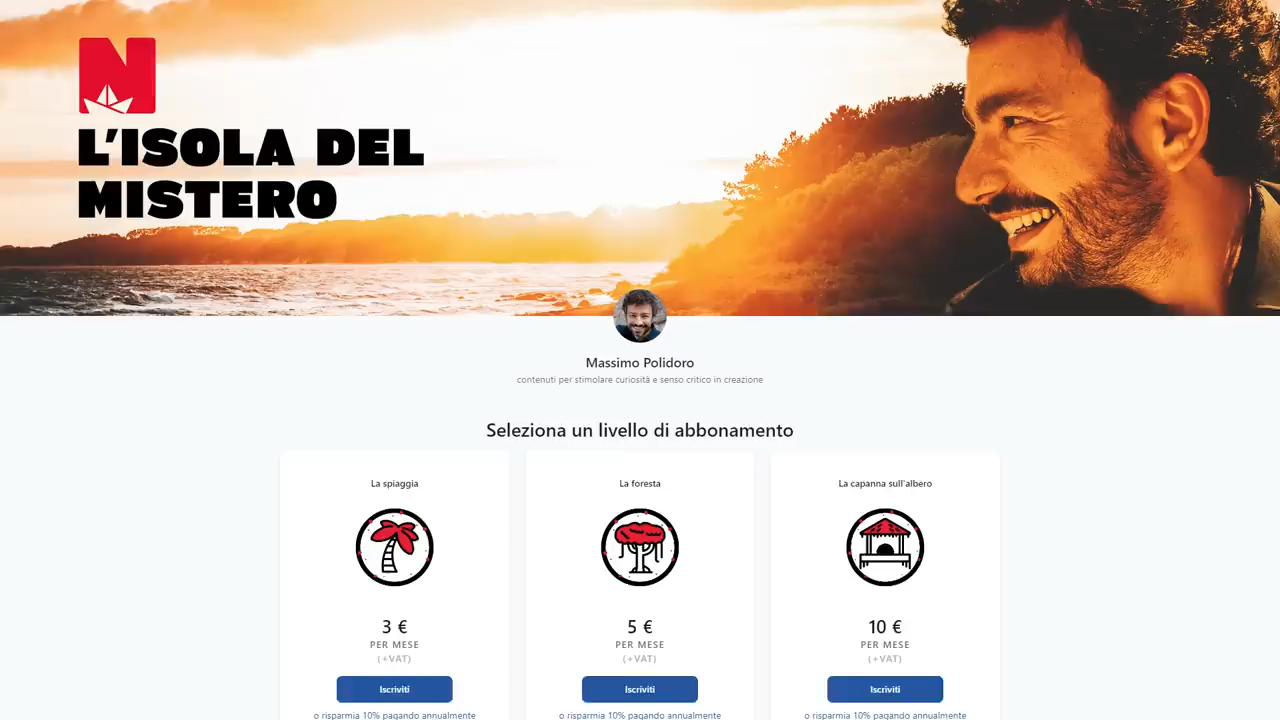 N
L'ISOLA DEL
MISTERO
Massimo Polidoro
contenuti per stimolare curiosità e senso critico in creazione
Seleziona un livello di abbonamento
La spiaggia
3 €
PER MESE
(+VAT)
Iscriviti
o risparmia 10% pagando annualmente
La foresta
5 €
PER MESE
(+VAT)
Iscriviti
o risparmia 10% pagando annualmente
La capanna sull'albero
10 €
PER MESE
(+VAT)
Iscriviti
o risparmia 10% pagando annualmente